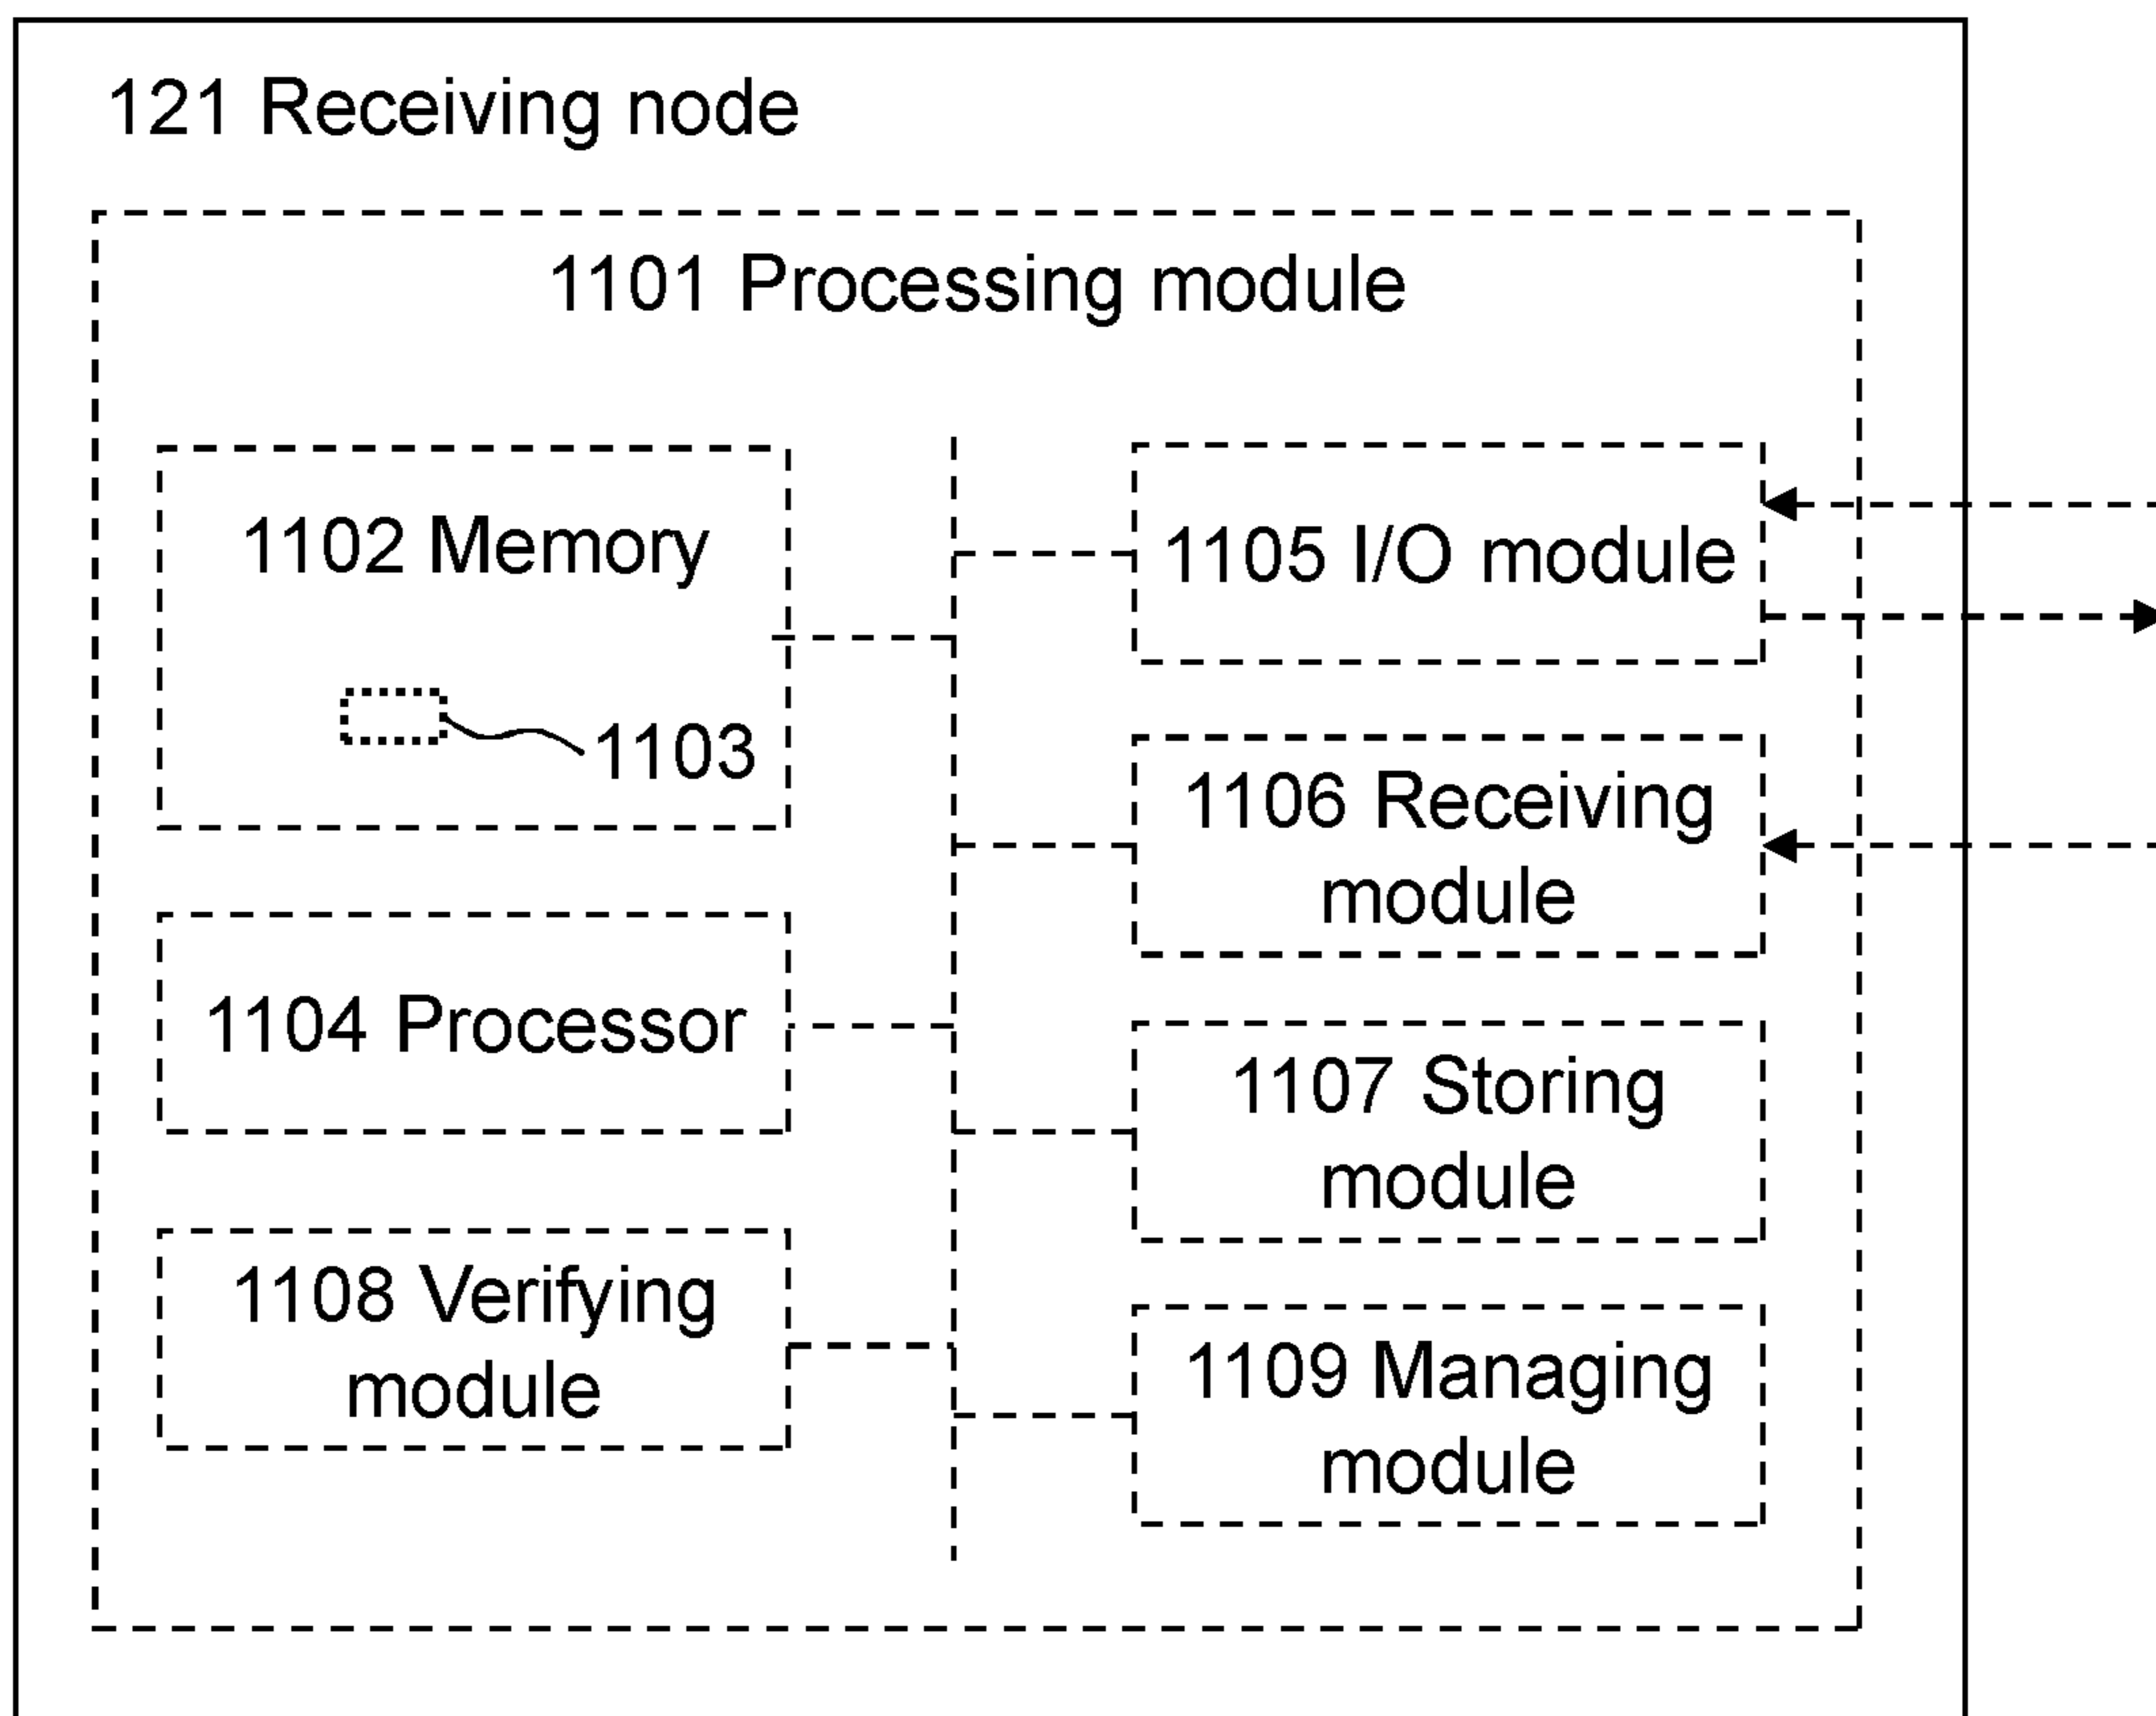 121 Receiving node
1101 Processing module
1102 Memory
1103
1104 Processor
1108 Verifying
module
1105 I/O module
1106 Receiving
module
1107 Storing
module
1109 Managing
module